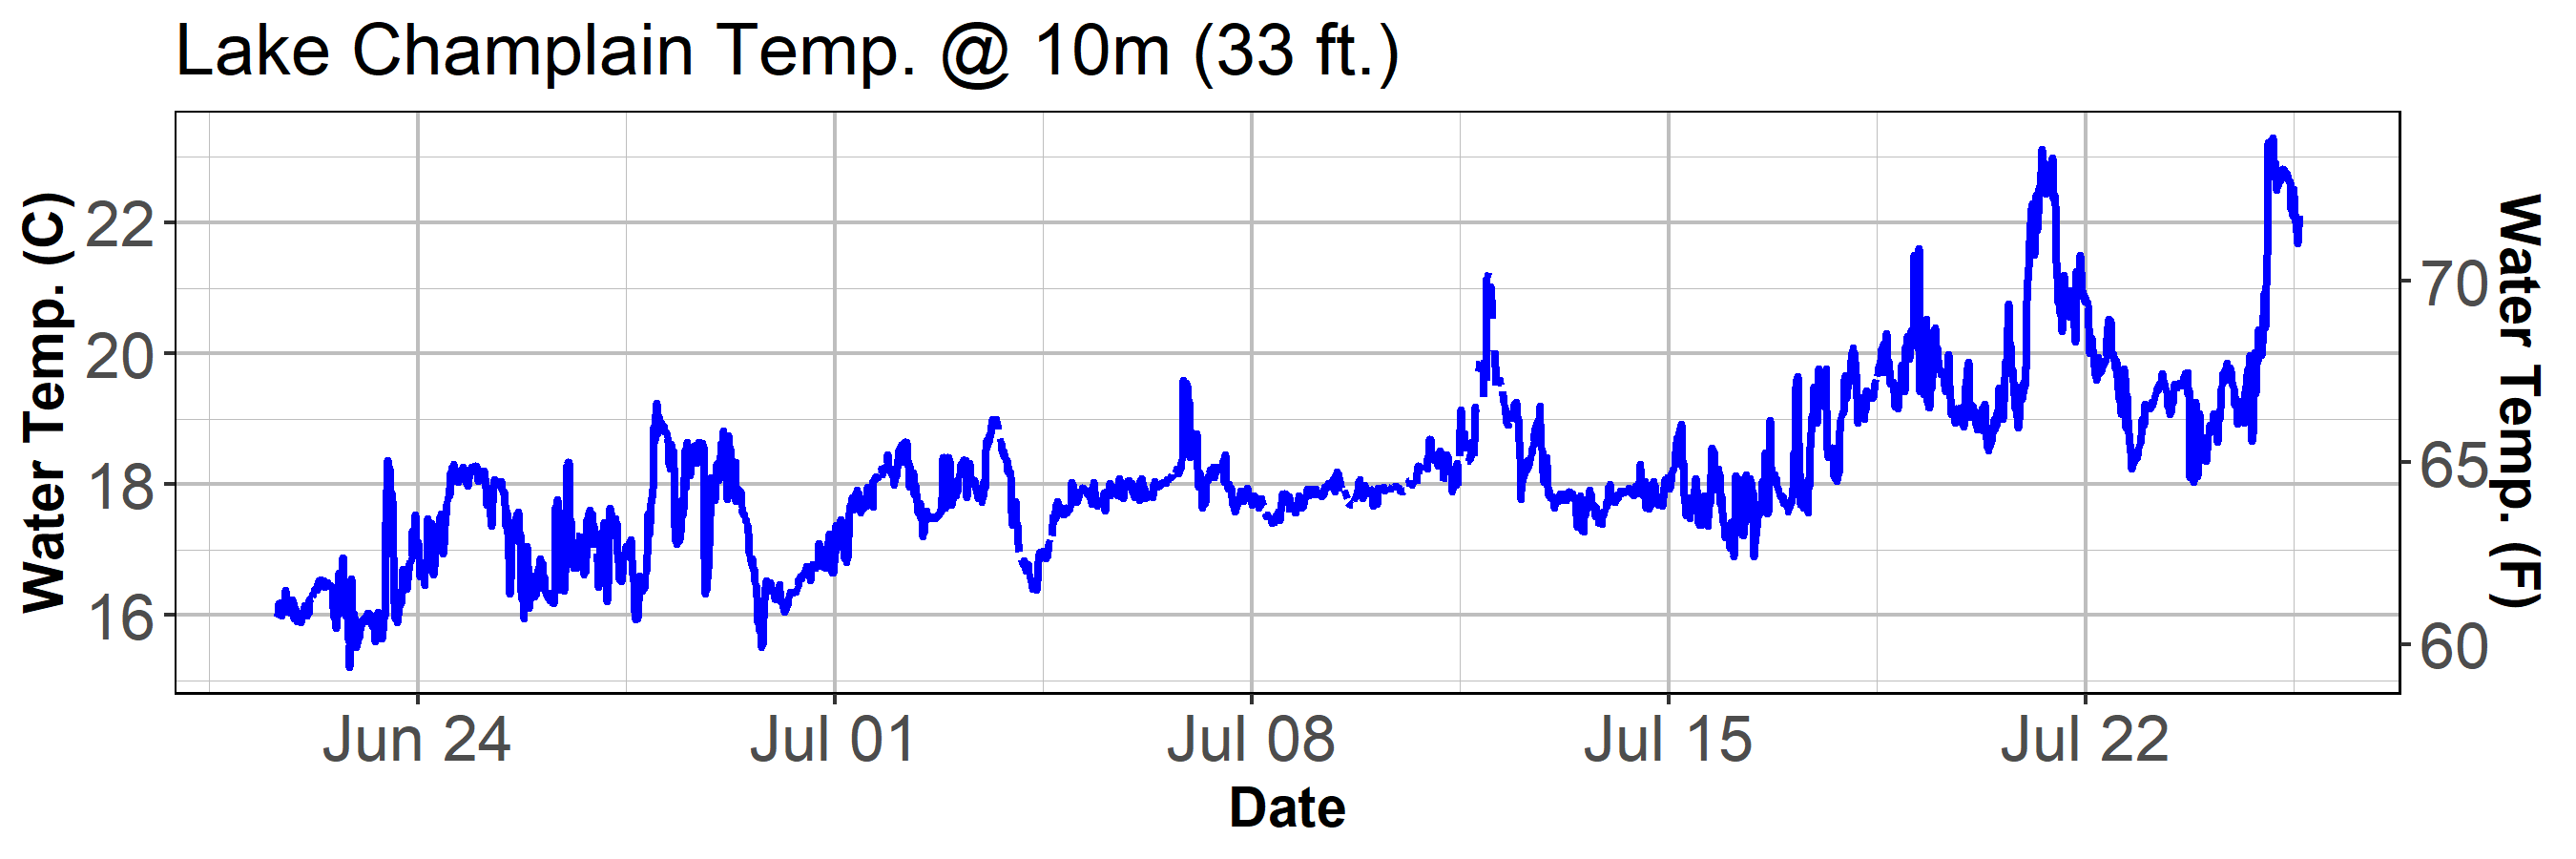 Lake Champlain Temp. @ 10m (33 ft.)
Water Temp. (C)
22
20
18
16
70
65
60
Water Temp. (F)
Jun 24
Jul 01
Jul 08
Jul 15
Jul 22
Date